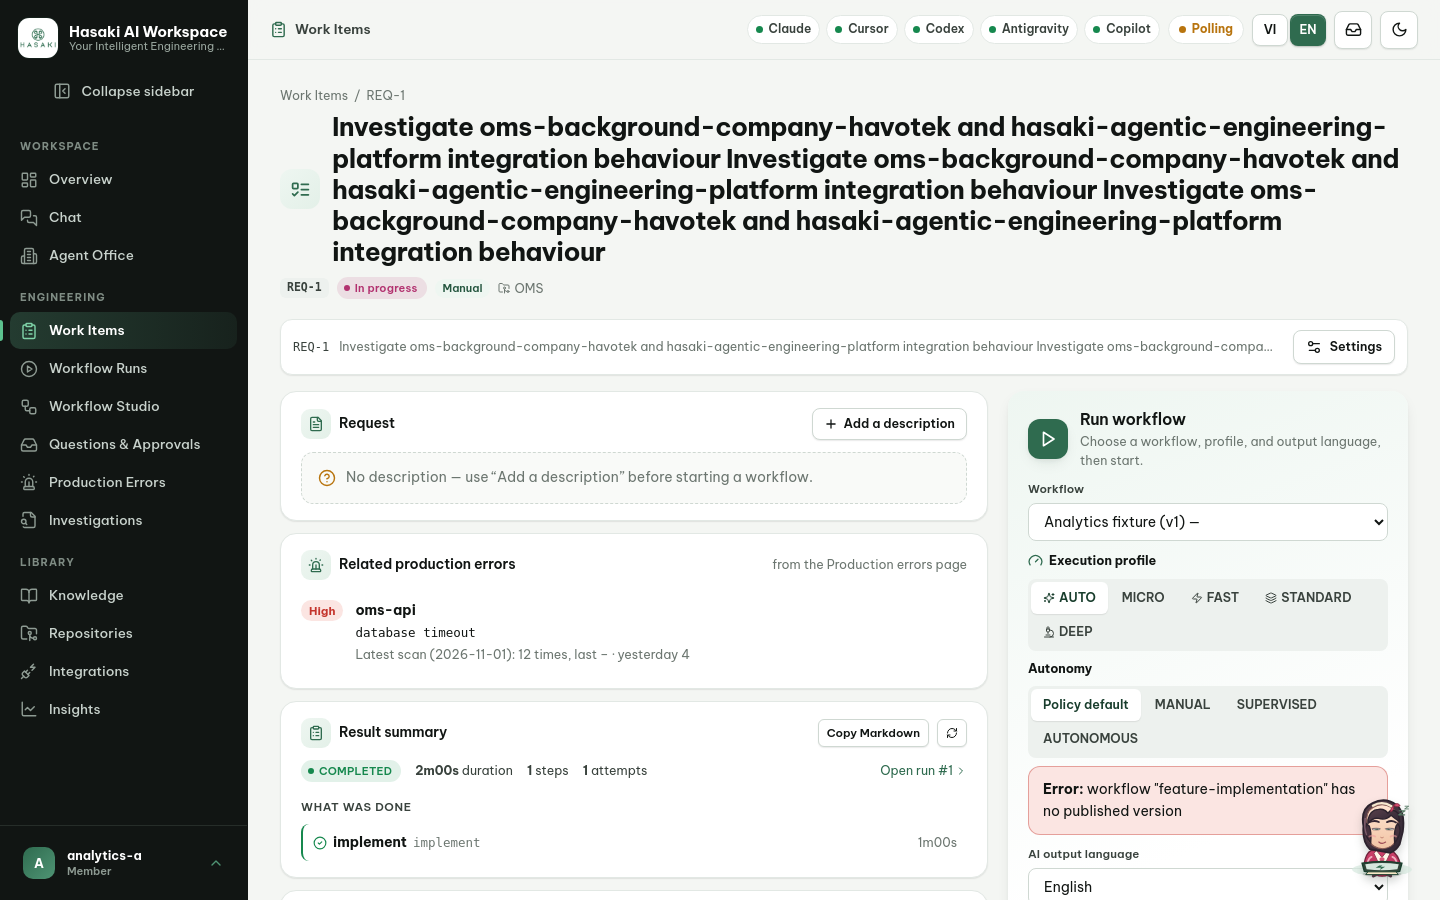 HASAKI
Hasaki AI Workspace
Your Intelligent Engineering ...
Collapse sidebar
WORKSPACE
Overview
Chat
Agent Office
ENGINEERING
Work Items
Workflow Runs
Workflow Studio
Questions & Approvals
Production Errors
Investigations
LIBRARY
Knowledge
Repositories
Integrations
Insights
A
analytics-a
Member
Work Items
Claude
Cursor
Codex
Antigravity
Copilot
Polling
VI
EN
Work Items / REQ-1
Investigate oms-background-company-havotek and hasaki-agentic-engineering-
platform integration behaviour Investigate oms-background-company-havotek and
hasaki-agentic-engineering-platform integration behaviour Investigate oms-
background-company-havotek and hasaki-agentic-engineering-platform
integration behaviour
REQ-1 In progress Manual OMS
REQ-1 Investigate oms-background-company-havotek and hasaki-agentic-engineering-platform integration behaviour Investigate oms-background-compa...
Settings
Request
+ Add a description
No description — use “Add a description” before starting a workflow.
Related production errors
from the Production errors page
High
oms-api
database timeout
Latest scan (2026-11-01): 12 times, last – · yesterday 4
Result summary
Copy Markdown
COMPLETED 2m00s duration 1 steps 1 attempts
Open run #1 ›
WHAT WAS DONE
implement implement 1m00s
Run workflow
Choose a workflow, profile, and output language,
then start.
Workflow
Analytics fixture (v1) —
Execution profile
AUTO MICRO FAST STANDARD
DEEP
Autonomy
Policy default MANUAL SUPERVISED
AUTONOMOUS
Error: workflow "feature-implementation" has
no published version
AI output language
English